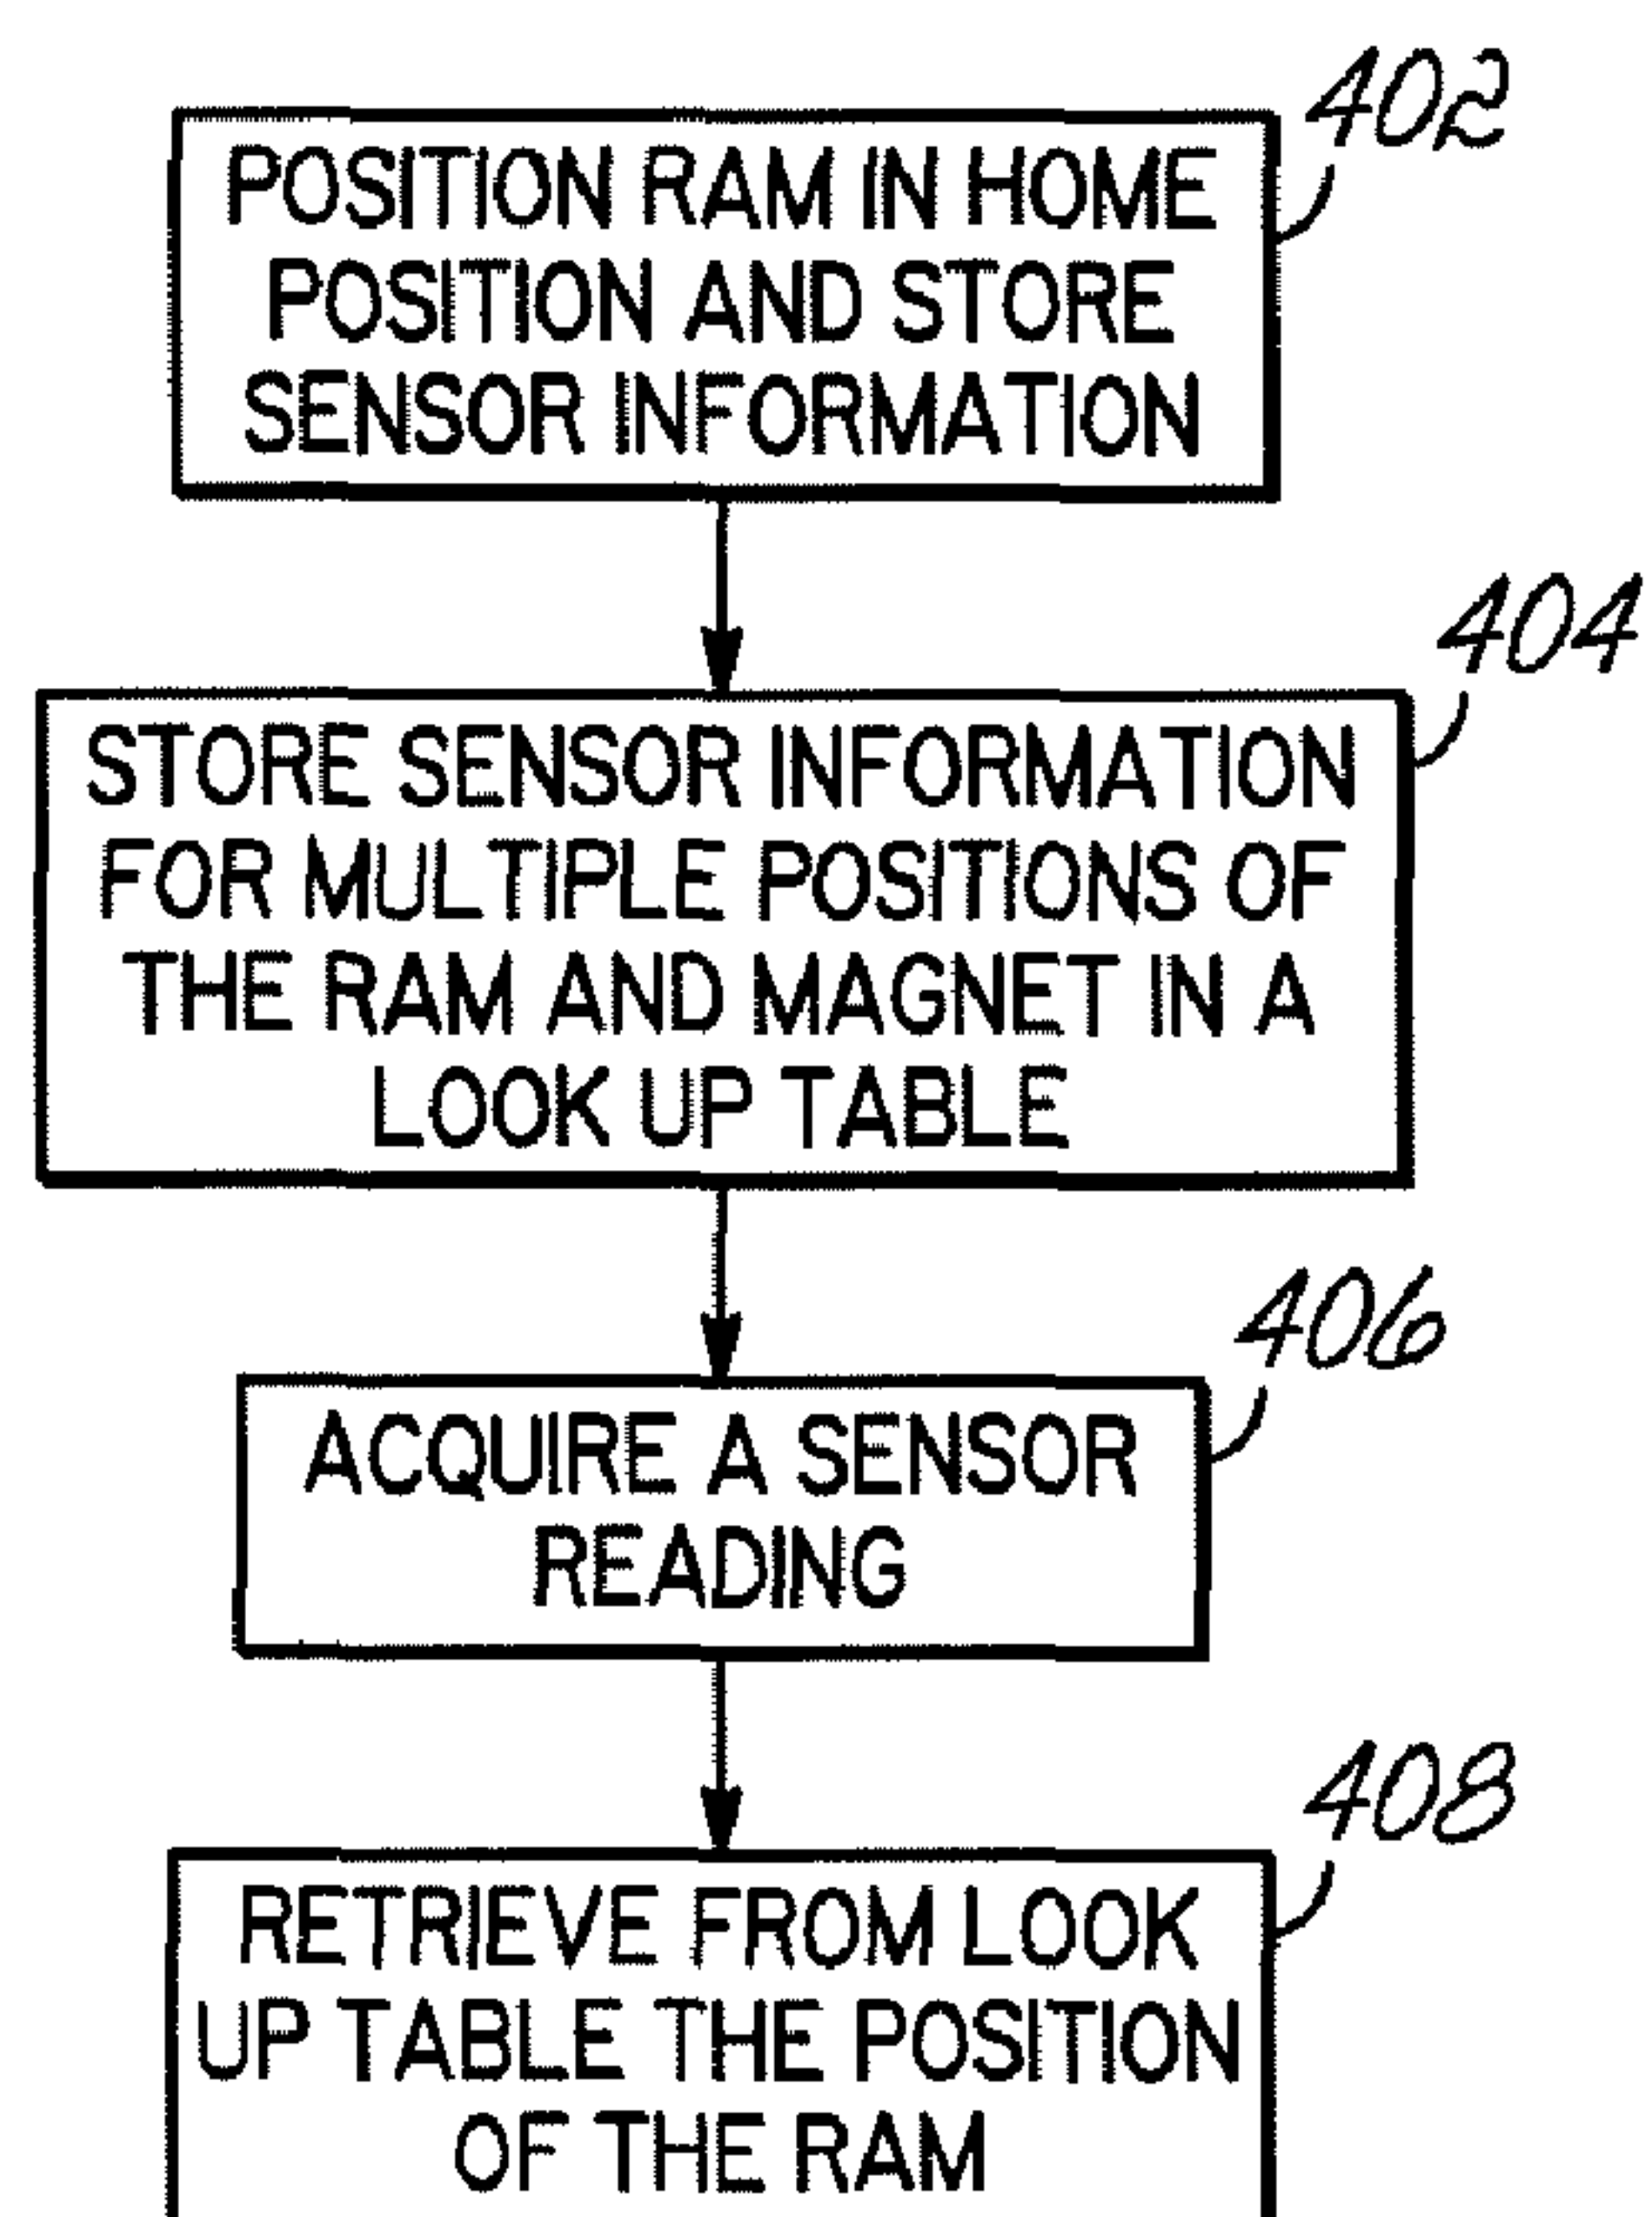 402
POSITION RAM IN HOME
POSITION AND STORE
SENSOR INFORMATION
404
STORE SENSOR INFORMATION
FOR MULTIPLE POSITIONS OF
THE RAM AND MAGNET IN A
LOOK UP TABLE
406
ACQUIRE A SENSOR
READING
408
RETRIEVE FROM LOOK
UP TABLE THE POSITION
OF THE RAM